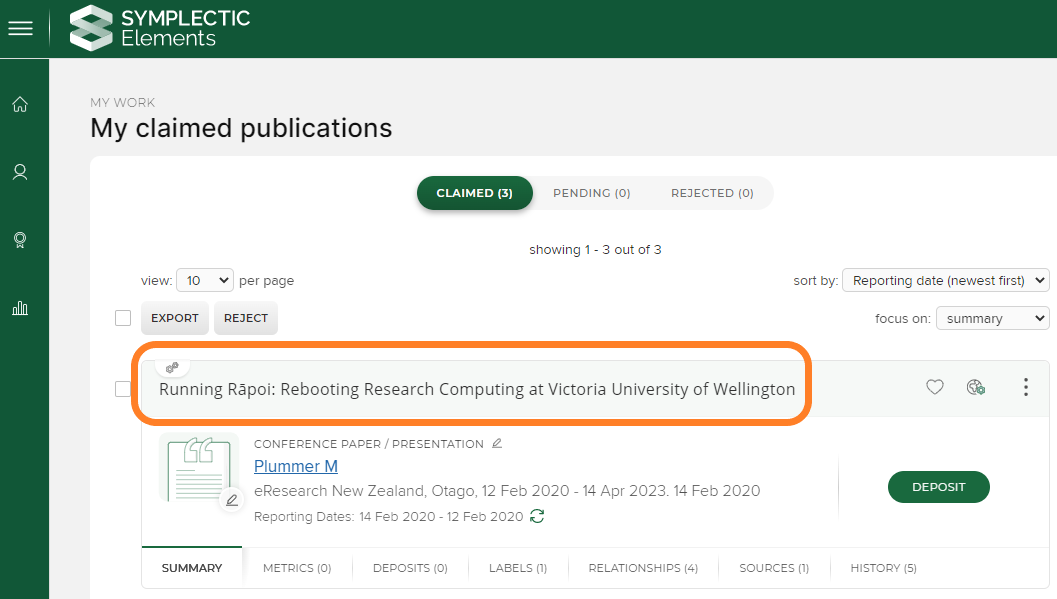 SYMPLECTIC
Elements
MY WORK
My claimed publications
CLAIMED (3) PENDING (0) REJECTED (0)
showing 1 - 3 out of 3
view: 10 per page sort by: Reporting date (newest first)
EXPORT REJECT focus on: summary
Running Rāpoi: Rebooting Research Computing at Victoria University of Wellington
CONFERENCE PAPER / PRESENTATION
Plummer M
eResearch New Zealand, Otago, 12 Feb 2020 - 14 Apr 2023. 14 Feb 2020
DEPOSIT
Reporting Dates: 14 Feb 2020 - 12 Feb 2020
SUMMARY METRICS (0) DEPOSITS (0) LABELS (1) RELATIONSHIPS (4) SOURCES (1) HISTORY (5)